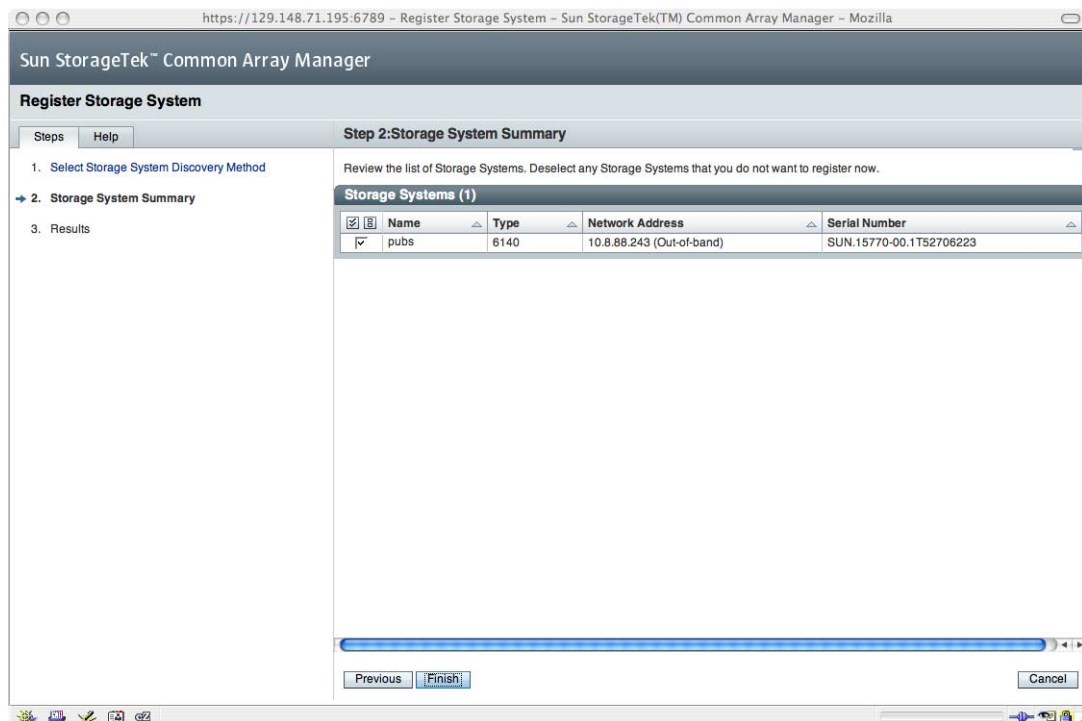 https://129.148.71.195:6789 – Register Storage System – Sun StorageTek(TM) Common Array Manager – Mozilla
Sun StorageTek™ Common Array Manager
Register Storage System
Steps Help
1. Select Storage System Discovery Method
2. Storage System Summary
3. Results
Step 2:Storage System Summary
Review the list of Storage Systems. Deselect any Storage Systems that you do not want to register now.
Storage Systems (1)
Name Type Network Address Serial Number
pubs 6140 10.8.88.243 (Out-of-band) SUN.15770-00.1T52706223
Previous Finish Cancel